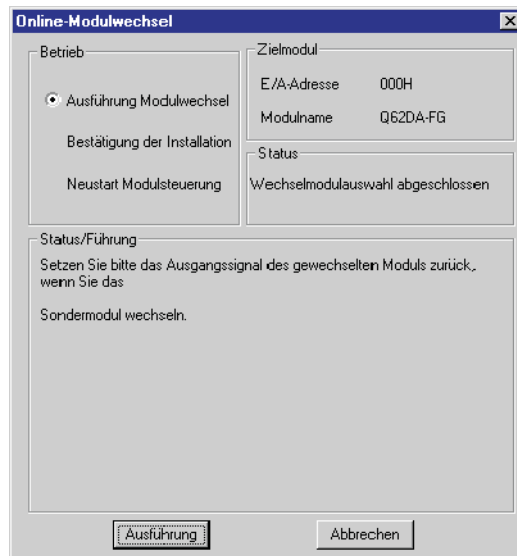 Online-Modulwechsel
Betrieb
Ausführung Modulwechsel
Bestätigung der Installation
Neustart Modulsteuerung
Zielmodul
E/A-Adresse 000H
Modulname Q62DA-FG
Status
Wechselmodulauswahl abgeschlossen
Status/Führung
Setzen Sie bitte das Ausgangssignal des gewechselten Moduls zurück,
wenn Sie das
Sondermodul wechseln.
Ausführung
Abbrechen